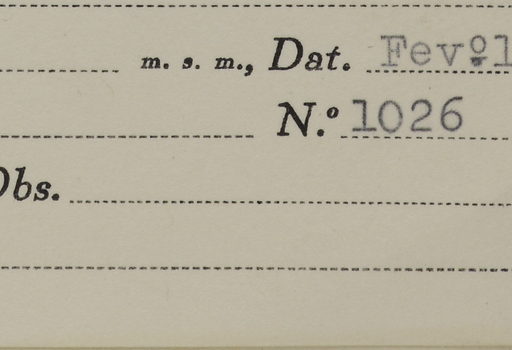 m. s. m., Dat. Fevº1
N.º 1026
Obs.